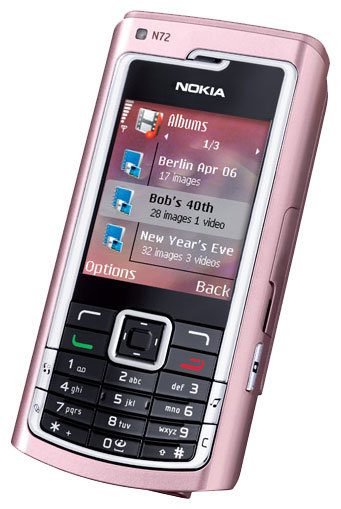 N72
NOKIA
Albums
1/3
Berlin Apr 06
17 images
Bob's 40th
28 images 1 video
New Year's Eve
32 images 3 videos
Options
Back
1
2 abc
def 3
4 ghi
5 jkl
mno 6
7 pqrs
8 tuv
wxyz 9
* +
0
#
C